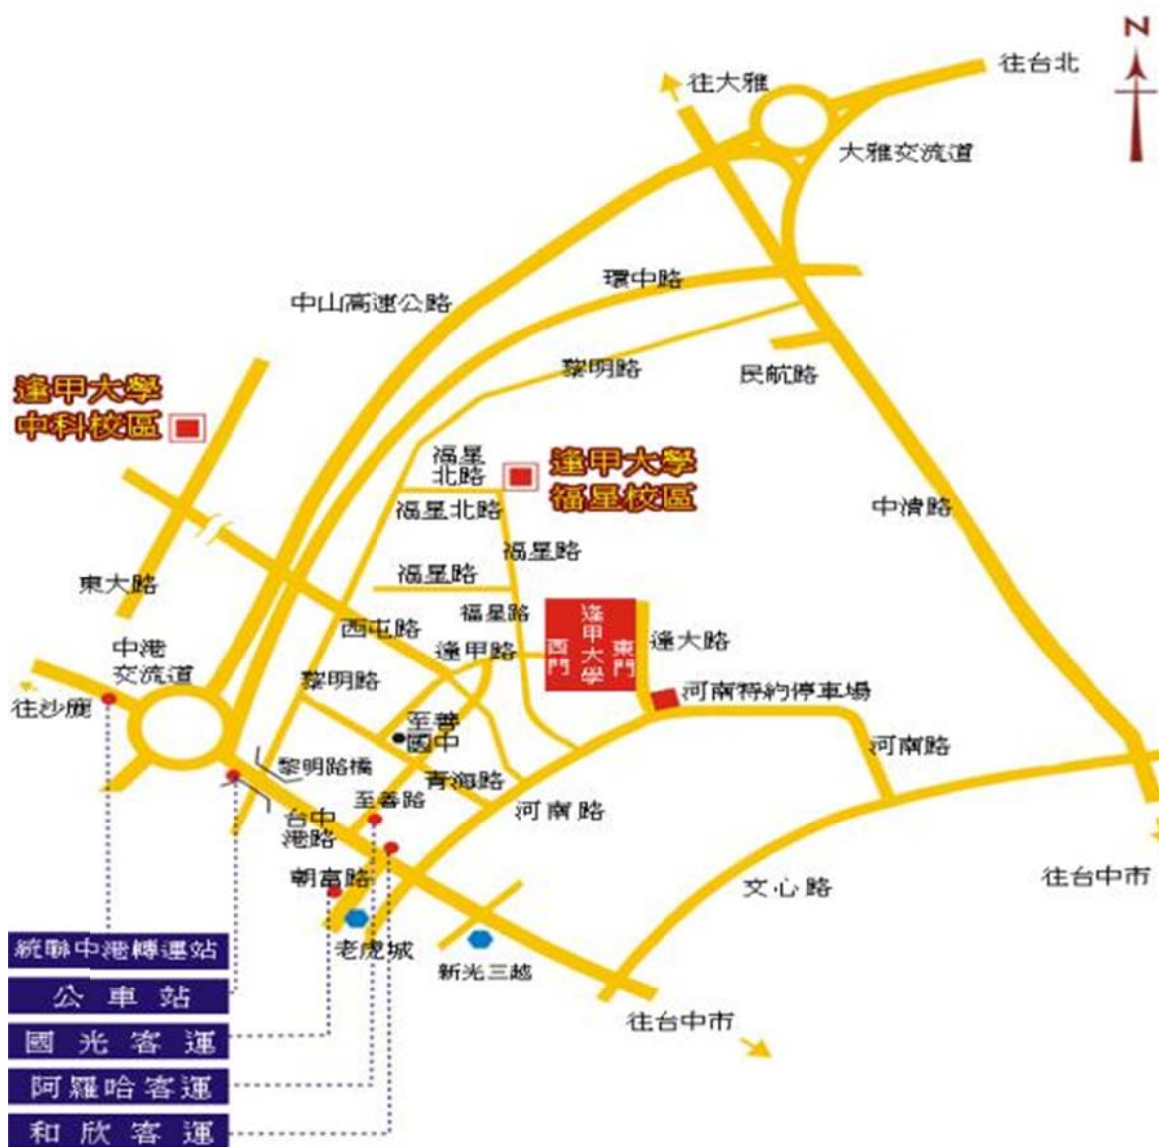 N
往台北
往大雅
大雅交流道
環中路
中山高速公路
黎明路
民航路
逢甲大學
中科校區
福星
北路
逢甲大學
福星校區
福星北路
中清路
福星路
東大路
福星路
福星路
逢甲大學
西門
東門
逢大路
西屯路
逢甲路
中港
交流道
黎明路
河南特約停車場
往沙鹿
至善
國中
河南路
黎明路橋
青海路
至善路
河南路
台中
港路
朝富路
文心路
往台中市
老虎城
新光三越
統聯中港轉運站
公車站
往台中市
國光客運
阿羅哈客運
和欣客運